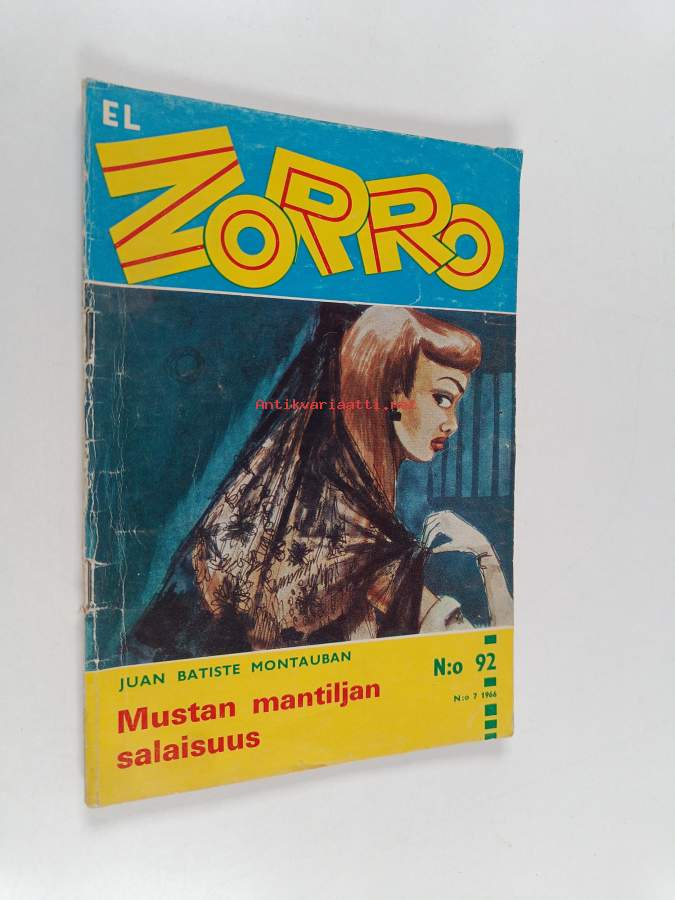 EL
ZORRO
Antikvariaatti.net
JUAN BATISTE MONTAUBAN
N:o 92
N:o 7 1966
Mustan mantiljan
salaisuus